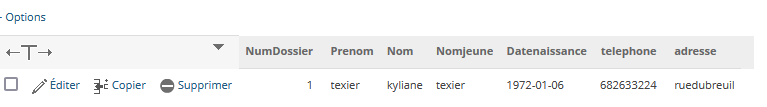 - Options
←T→ NumDossier Prenom Nom Nomjeune Datenaissance telephone adresse
Éditer Copier Supprimer 1 texier kyliane texier 1972-01-06 682633224 ruedubreuil